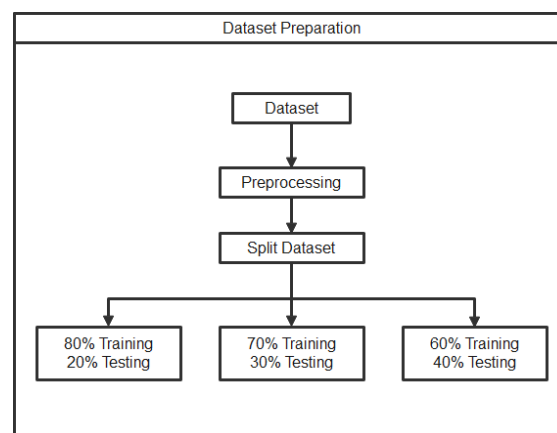 Dataset Preparation
Dataset
Preprocessing
Split Dataset
80% Training
20% Testing
70% Training
30% Testing
60% Training
40% Testing